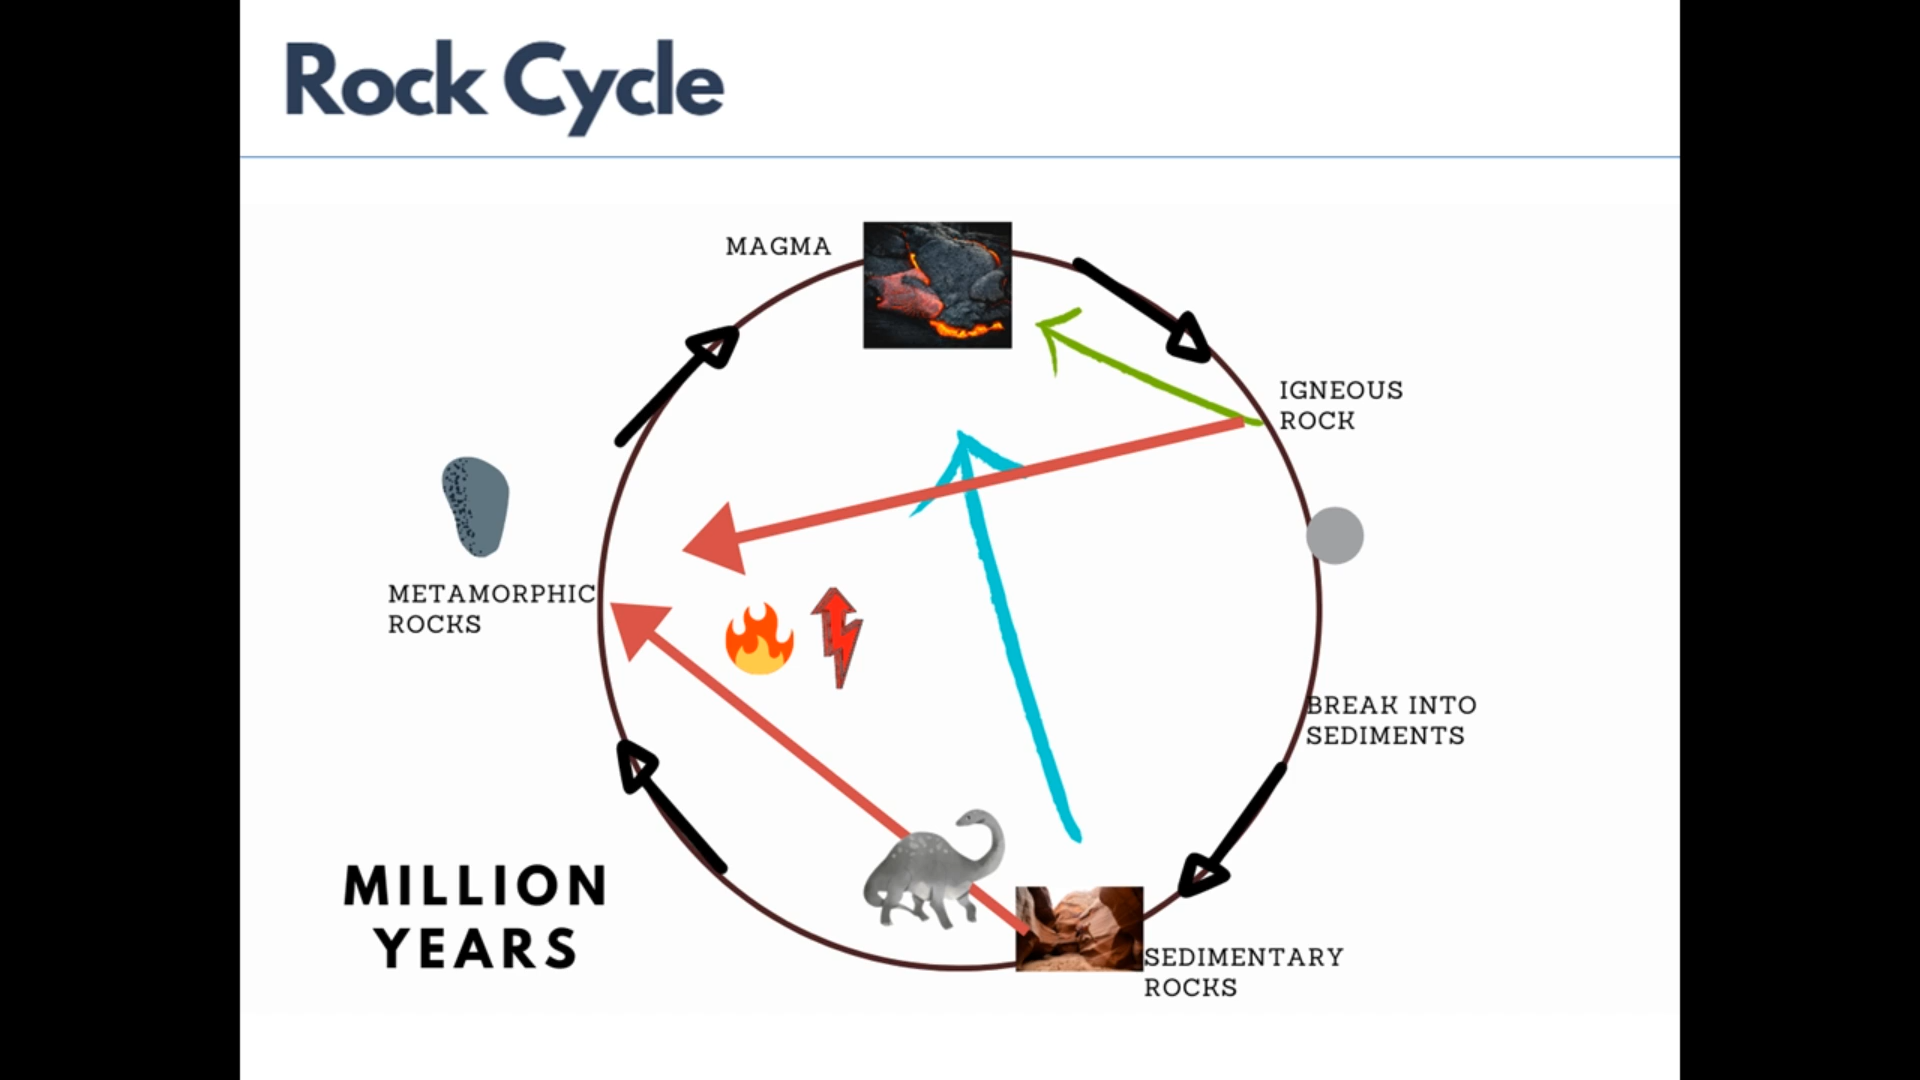 Rock Cycle
MAGMA
IGNEOUS
ROCK
METAMORPHIC
ROCKS
BREAK INTO
SEDIMENTS
MILLION
YEARS
SEDIMENTARY
ROCKS